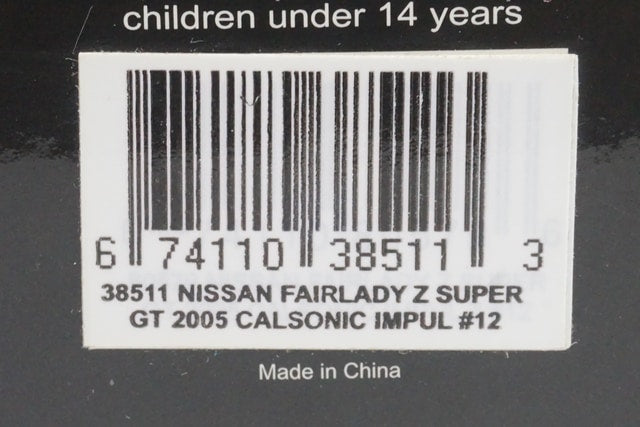 children under 14 years
6 74110 38511 3
38511 NISSAN FAIRLADY Z SUPER
GT 2005 CALSONIC IMPUL #12
Made in China